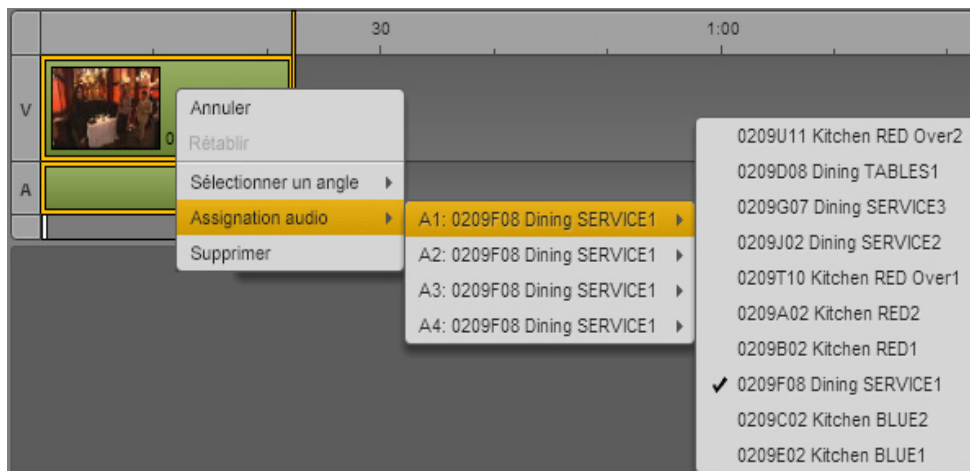 30
1:00
V
0
A
Annuler
Rétablir
Sélectionner un angle
Assignation audio
Supprimer
A1: 0209F08 Dining SERVICE1
A2: 0209F08 Dining SERVICE1
A3: 0209F08 Dining SERVICE1
A4: 0209F08 Dining SERVICE1
0209U11 Kitchen RED Over2
0209D08 Dining TABLES1
0209G07 Dining SERVICE3
0209J02 Dining SERVICE2
0209T10 Kitchen RED Over1
0209A02 Kitchen RED2
0209B02 Kitchen RED1
0209F08 Dining SERVICE1
0209C02 Kitchen BLUE2
0209E02 Kitchen BLUE1